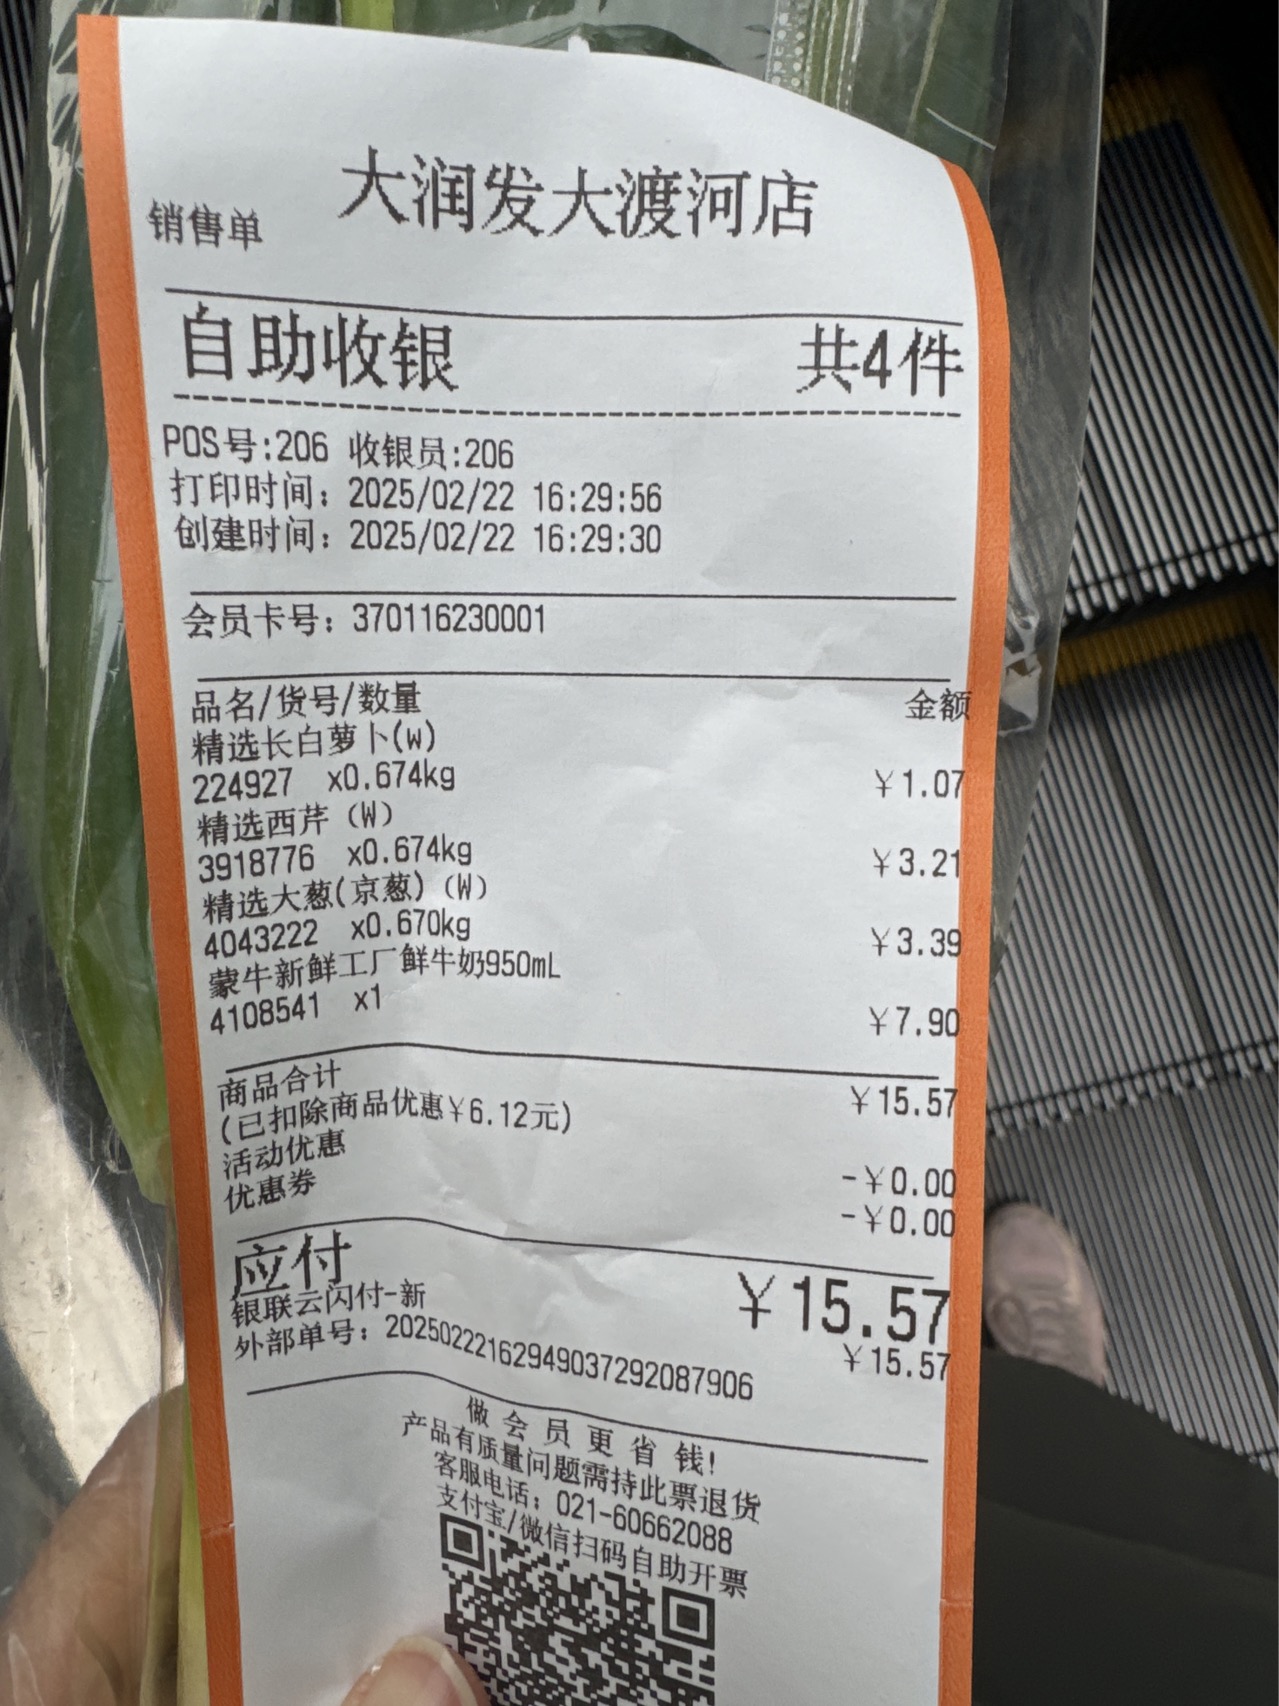 大润发大渡河店
销售单
自助收银 共4件
POS号:206 收银员:206
打印时间: 2025/02/22 16:29:56
创建时间: 2025/02/22 16:29:30
会员卡号: 370116230001
品名/货号/数量 金额
精选长白萝卜(W)
224927 x0.674kg ¥1.07
精选西芹 (W)
3918776 x0.674kg ¥3.21
精选大葱(京葱) (W)
4043222 x0.670kg ¥3.39
蒙牛新鲜工厂鲜牛奶950mL
4108541 x1 ¥7.90
商品合计 ¥15.57
(已扣除商品优惠¥6.12元)
活动优惠 -¥0.00
优惠券 -¥0.00
应付 ¥15.57
银联云闪付-新 ¥15.57
外部单号: 20250222162949037292087906
做会员更省钱!
产品有质量问题需持此票退货
客服电话: 021-60662088
支付宝/微信扫码自助开票